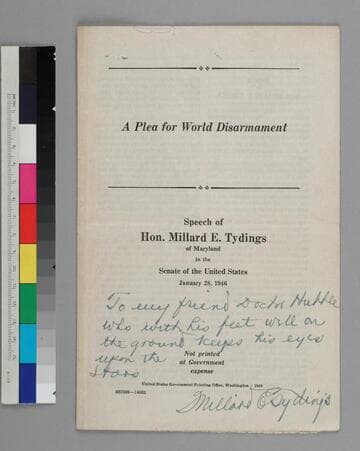 A Plea for World Disarmament
Speech of
Hon. Millard E. Tydings
of Maryland
in the
Senate of the United States
January 28, 1946
To my friend Doctor Hubble
who with his feet well on
the ground keeps his eyes
upon the
stars
Not printed
at Government
expense
United States Government Printing Office, Washington : 1946
Millard E Tydings